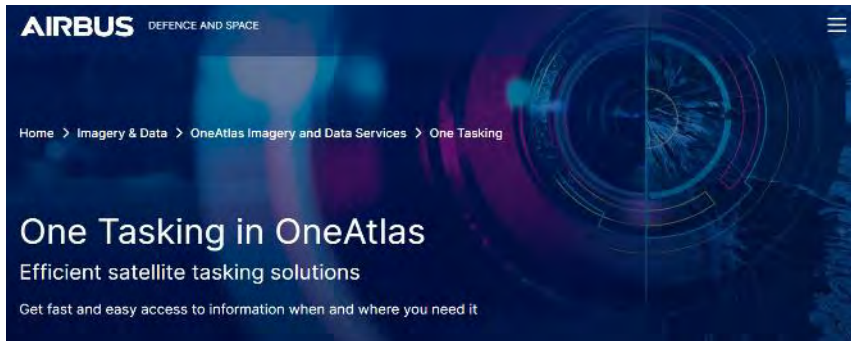 AIRBUS DEFENCE AND SPACE
Home > Imagery & Data > OneAtlas Imagery and Data Services > One Tasking
One Tasking in OneAtlas
Efficient satellite tasking solutions
Get fast and easy access to information when and where you need it